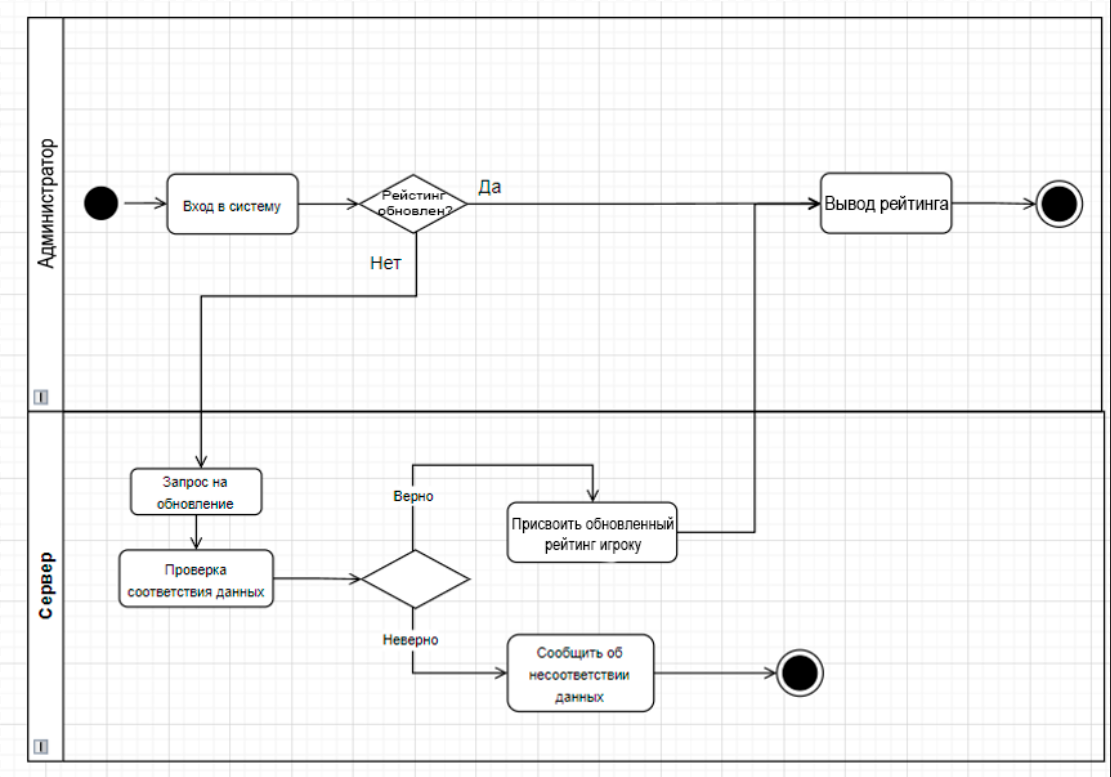 Администратор
Вход в систему
Рейстинг
обновлен?
Да
Нет
Вывод рейтинга
Сервер
Запрос на
обновление
Проверка
соответствия данных
Верно
Неверно
Присвоить обновленный
рейтинг игроку
Сообщить об
несоответствии
данных